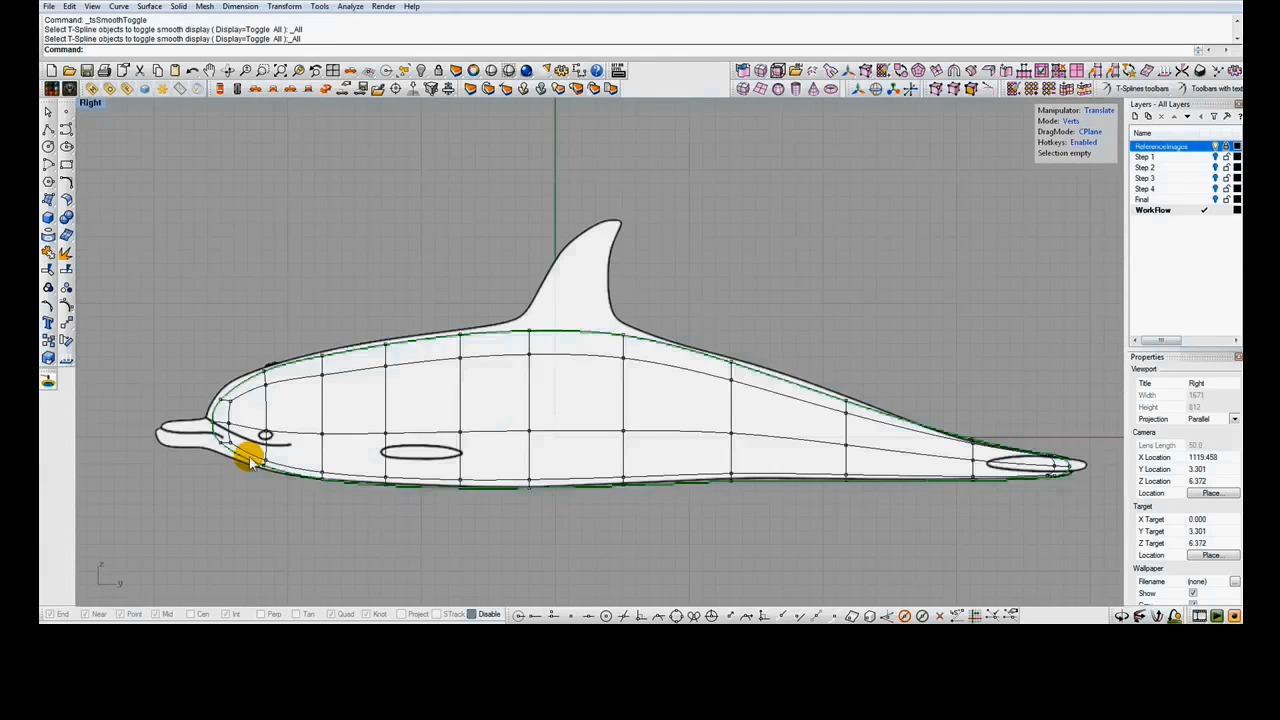 File Edit View Curve Surface Solid Mesh Dimension Transform Tools Analyze Render Help
Command: _tsSmoothToggle
Select T-Spline objects to toggle smooth display ( Display=Toggle All ):_All
Select T-Spline objects to toggle smooth display ( Display=Toggle All ):_All
Command:
T-Splines toolbars Toolbars with text
Right
Manipulator: Translate
Mode: Verts
DragMode: CPlane
Hotkeys: Enabled
Selection empty
Layers - All Layers
Name
ReferenceImages
Step 1
Step 2
Step 3
Step 4
Final
WorkFlow
Properties
Viewport
Title Right
Width 1671
Height 812
Projection Parallel
Camera
Lens Length 50.0
X Location 1119.458
Y Location 3.301
Z Location 6.372
Location Place...
Target
X Target 0.000
Y Target 3.301
Z Target 6.372
Location Place...
Wallpaper
Filename (none)
Show
z
y
End Near Point Mid Cen Int Perp Tan Quad Knot Project STrack Disable